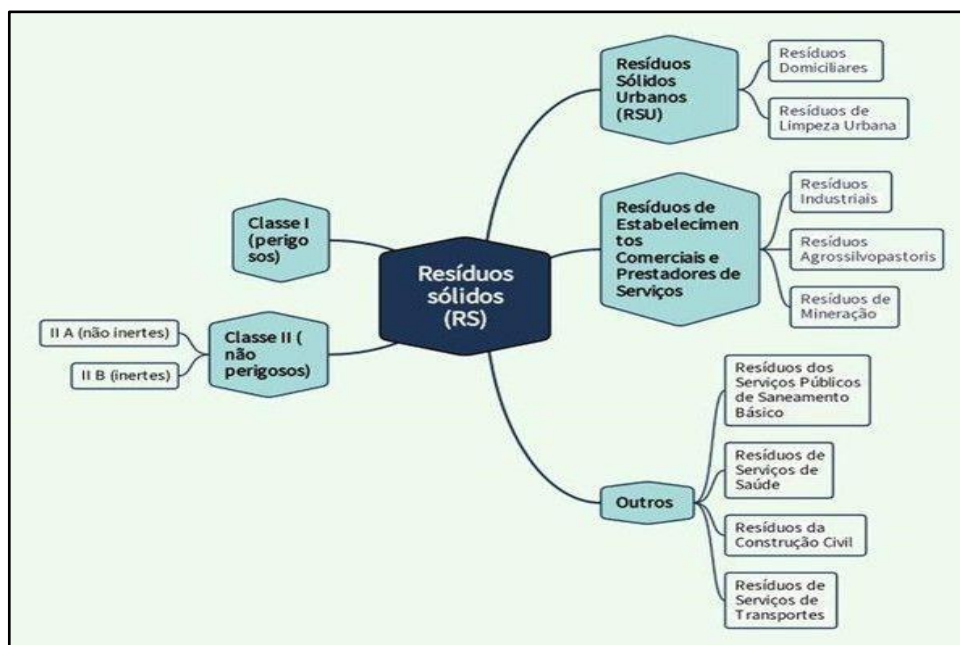 Resíduos
sólidos
(RS)
Classe I
(perigo
sos)
Classe II (
não
perigosos)
II A (não inertes)
II B (inertes)
Resíduos
Sólidos
Urbanos
(RSU)
Resíduos
Domiciliares
Resíduos de
Limpeza Urbana
Resíduos de
Estabelecimen
tos
Comerciais e
Prestadores de
Serviços
Resíduos
Industriais
Resíduos
Agrossilvopastoris
Resíduos de
Mineração
Outros
Resíduos dos
Serviços Públicos
de Saneamento
Básico
Resíduos de
Serviços de
Saúde
Resíduos da
Construção Civil
Resíduos de
Serviços de
Transportes